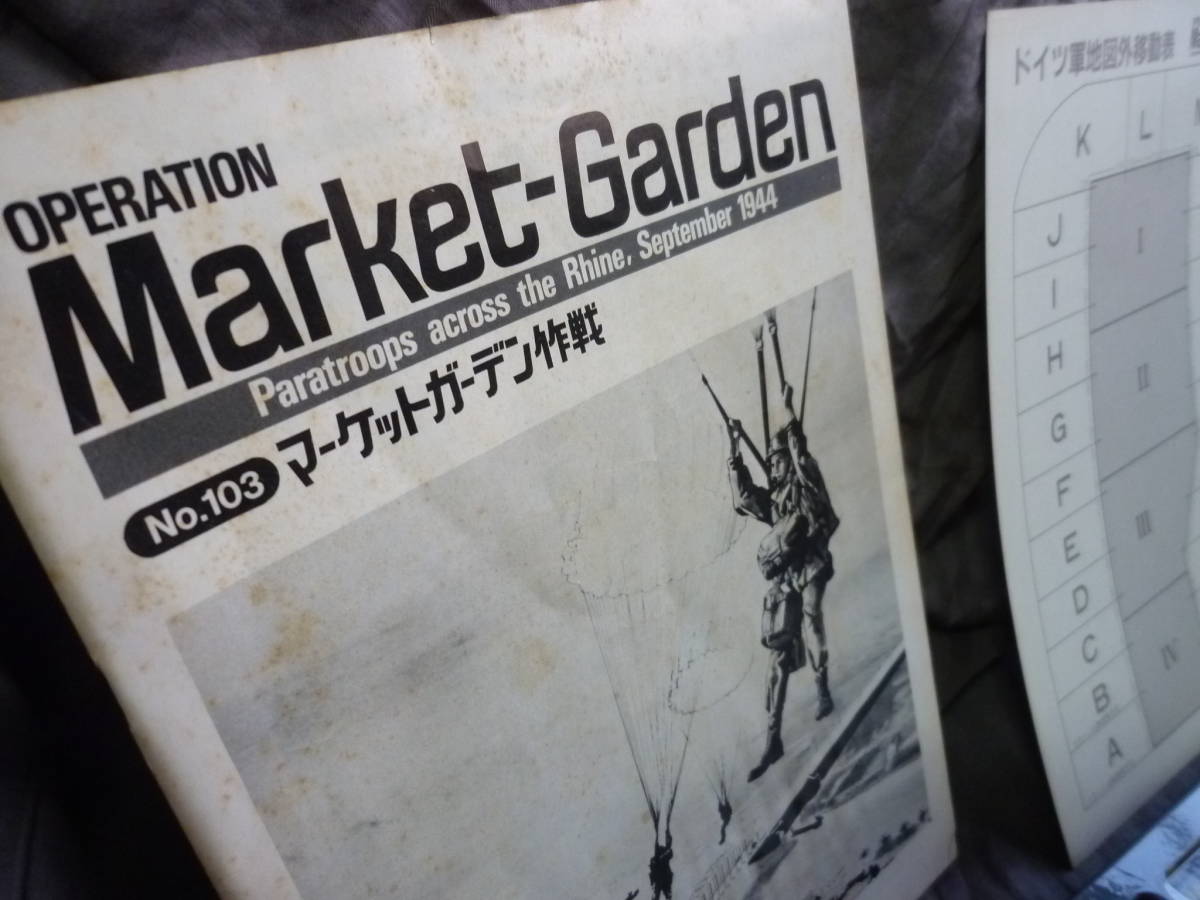 OPERATION
Market-Garden
Paratroops across the Rhine, September 1944
No.103 マーケットガーデン作戦
ドイツ軍地図外移動表
K L
J
I
H
G
F
E
D
C
B
A
I
II
III
IV